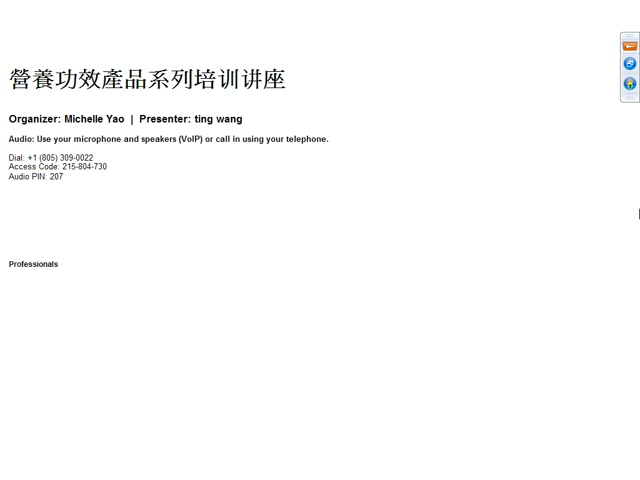 營養功效產品系列培训讲座
Organizer: Michelle Yao | Presenter: ting wang
Audio: Use your microphone and speakers (VoIP) or call in using your telephone.
Dial: +1 (805) 309-0022
Access Code: 215-804-730
Audio PIN: 207
Professionals